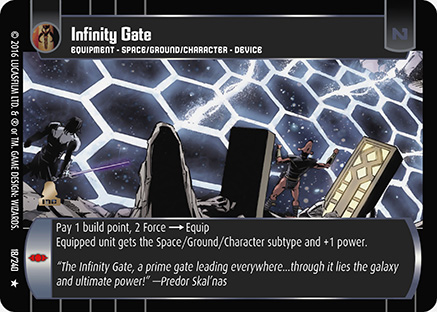 Infinity Gate
EQUIPMENT - SPACE/GROUND/CHARACTER - DEVICE
N
© 2016 LUCASFILM LTD. & ® or TM. GAME DESIGN: WIZARDS.
18/240
Pay 1 build point, 2 Force → Equip
Equipped unit gets the Space/Ground/Character subtype and +1 power.
"The Infinity Gate, a prime gate leading everywhere...through it lies the galaxy
and ultimate power!" —Predor Skal'nas